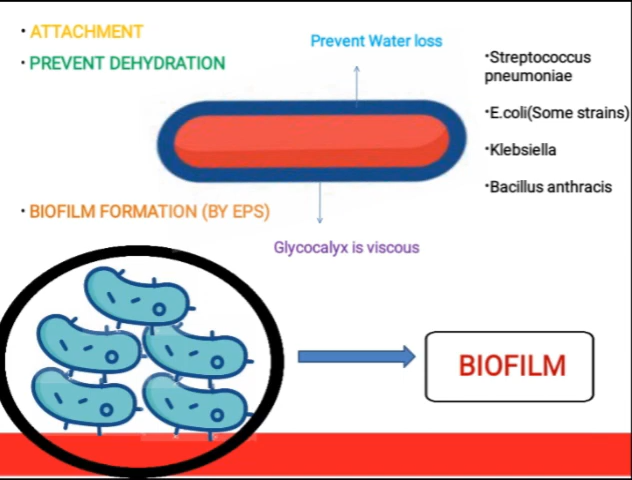 · ATTACHMENT
· PREVENT DEHYDRATION
Prevent Water loss
·Streptococcus
pneumoniae
·E.coli(Some strains)
·Klebsiella
·Bacillus anthracis
· BIOFILM FORMATION (BY EPS)
Glycocalyx is viscous
BIOFILM